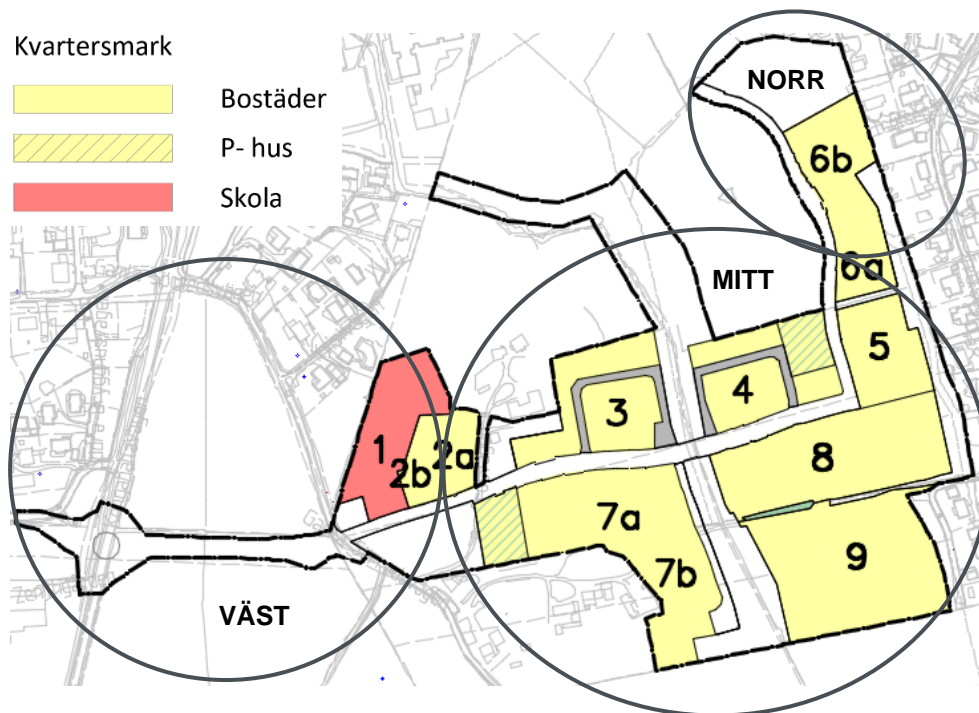 Kvartersmark
Bostäder
P- hus
Skola
NORR
6b
6a
MITT
5
3
4
1
2b
2a
8
7a
7b
9
VÄST